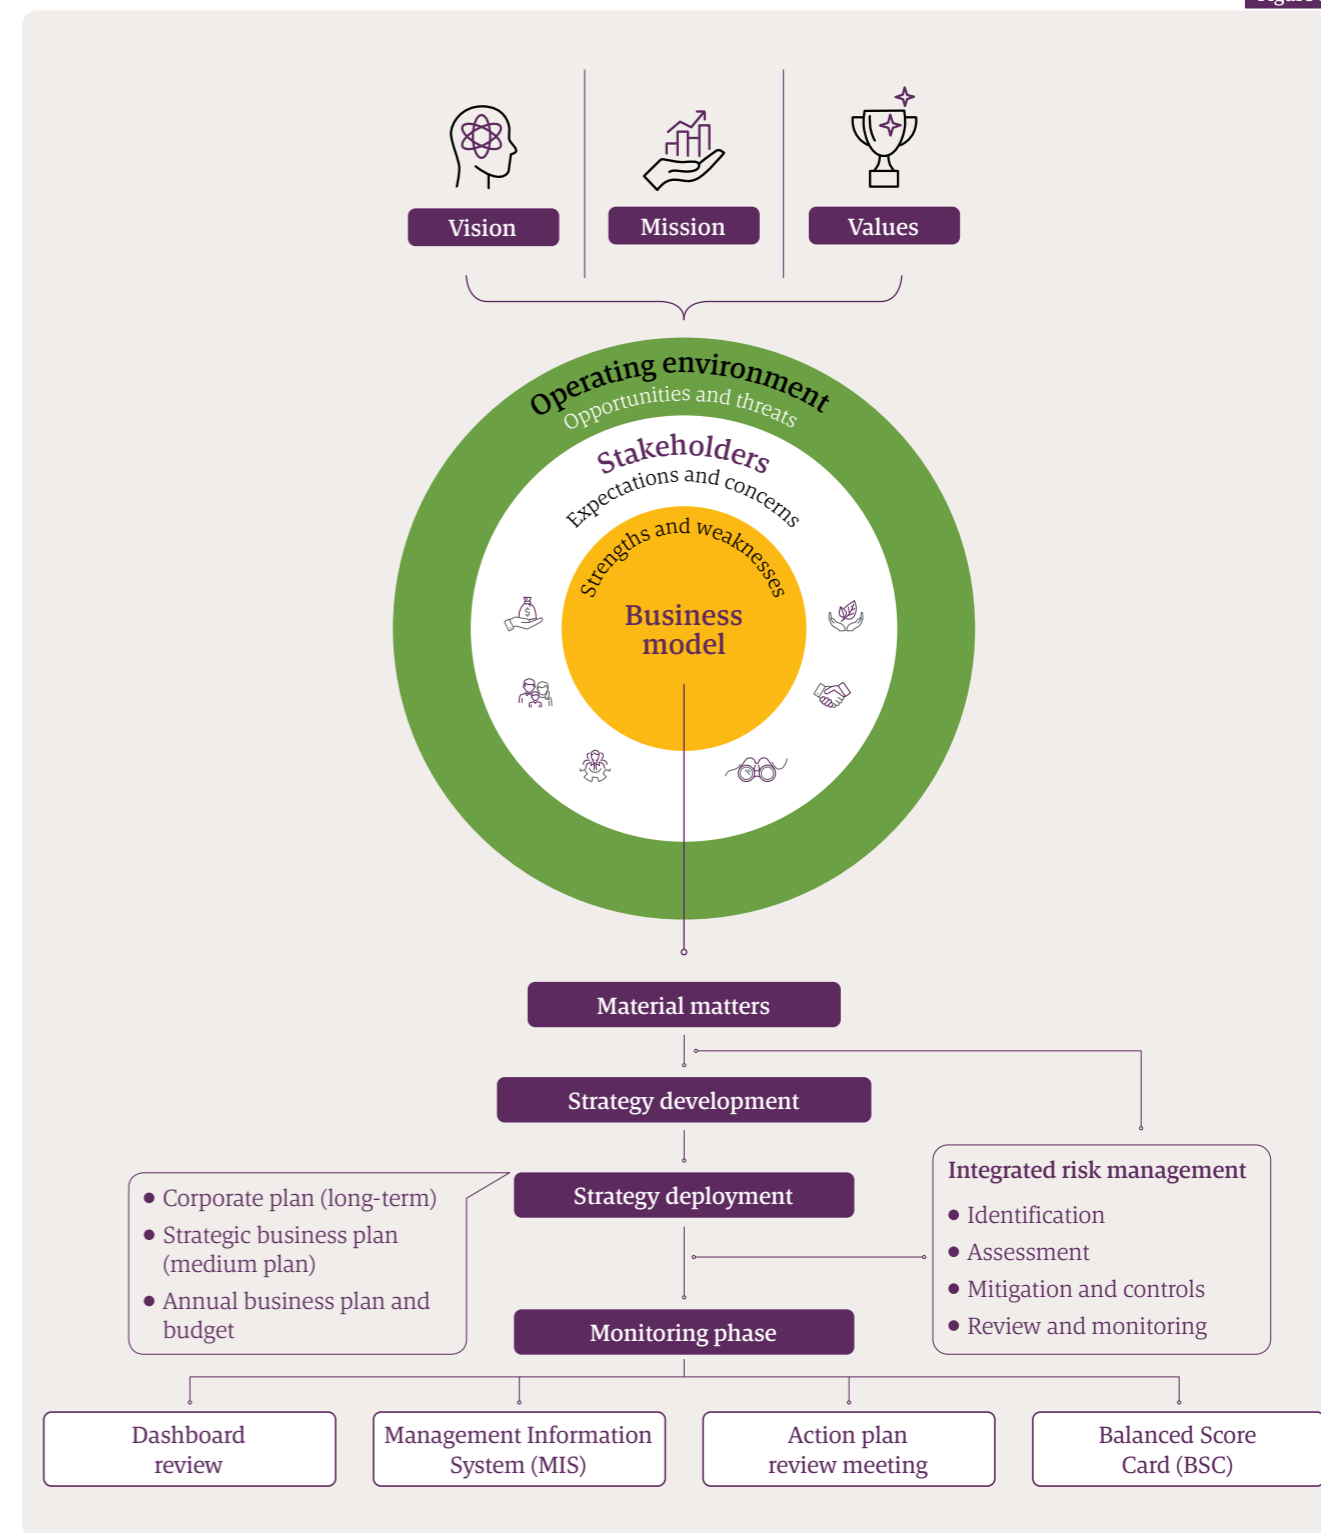 Vision
Mission
Values
Operating environment
Opportunities and threats
Stakeholders
Expectations and concerns
Strengths and weaknesses
Business
model
$
Material matters
Strategy development
Strategy deployment
● Corporate plan (long-term)
● Strategic business plan
(medium plan)
● Annual business plan and
budget
Integrated risk management
● Identification
● Assessment
● Mitigation and controls
● Review and monitoring
Monitoring phase
Dashboard
review
Management Information
System (MIS)
Action plan
review meeting
Balanced Score
Card (BSC)